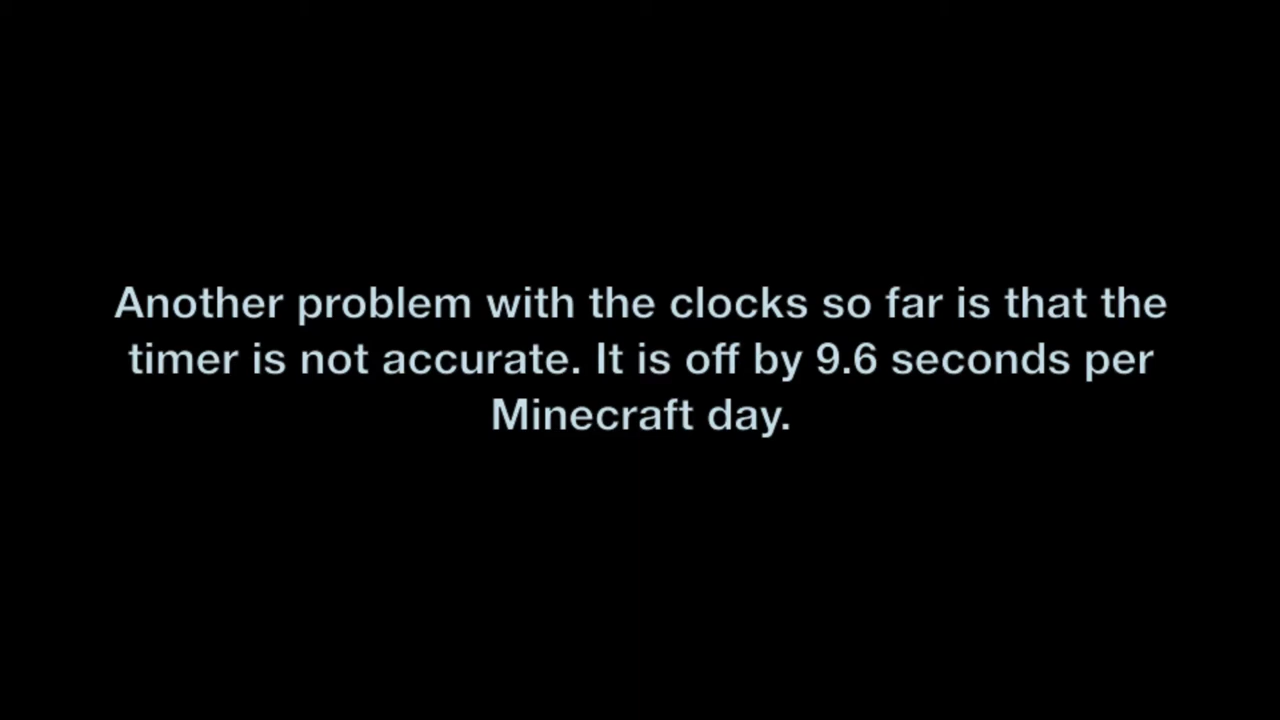 Another problem with the clocks so far is that the
timer is not accurate. It is off by 9.6 seconds per
Minecraft day.